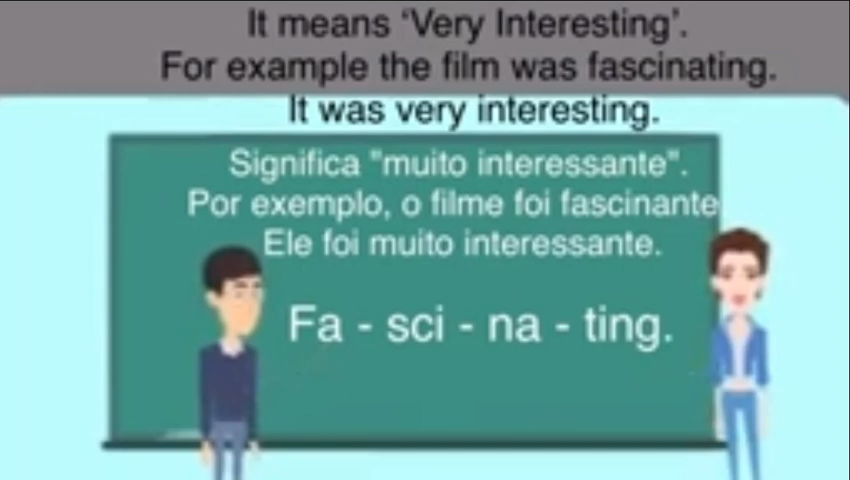 It means ‘Very Interesting’.
For example the film was fascinating.
It was very interesting.
Significa "muito interessante".
Por exemplo, o filme foi fascinante
Ele foi muito interessante.
Fa - sci - na - ting.